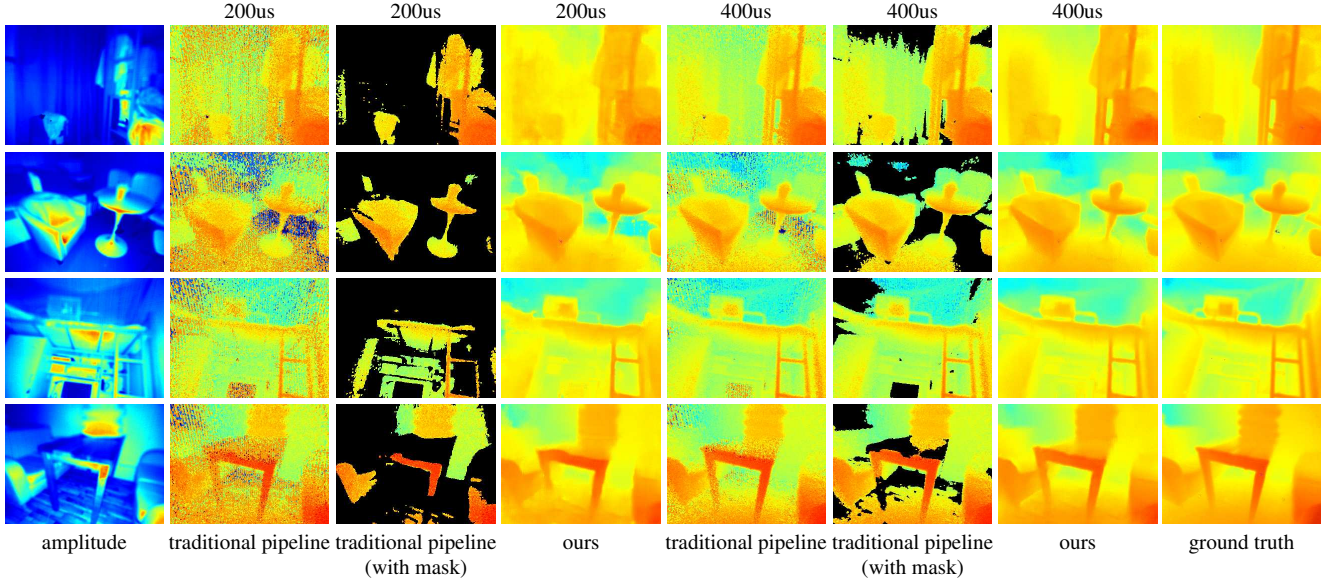 200us 200us 200us 400us 400us 400us
amplitude traditional pipeline traditional pipeline ours traditional pipeline traditional pipeline ours ground truth
(with mask) (with mask)